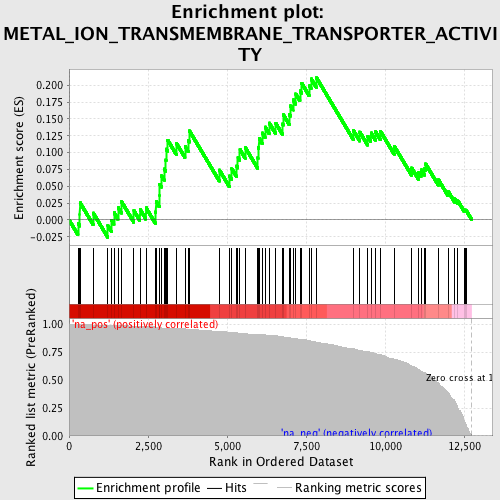 Enrichment plot:
METAL_ION_TRANSMEMBRANE_TRANSPORTER_ACTIVI
TY
Enrichment score (ES)
0.200
0.175
0.150
0.125
0.100
0.075
0.050
0.025
0.000
-0.025
'na_pos' (positively correlated)
Ranked list metric (PreRanked)
1.00
0.75
0.50
0.25
0.00
Zero cross at 1
'na_neg' (negatively correlated)
0 2,500 5,000 7,500 10,000 12,500
Rank in Ordered Dataset
Enrichment profile Hits Ranking metric scores